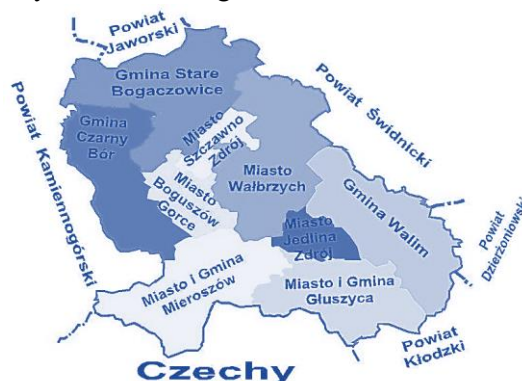 Powiat
Jaworski
Gmina Stare
Bogaczowice
Powiat Świdnicki
Gmina
Czarny
Bór
Miasto
Szczawno
Zdrój
Powiat Kamiennogórski
Miasto
Boguszów
Gorce
Miasto
Wałbrzych
Gmina Walim
Miasto
Jedlina
Zdrój
Powiat
Dzierżoniowski
Miasto i Gmina
Mieroszów
Miasto i Gmina
Głuszyca
Powiat
Kłodzki
Czechy